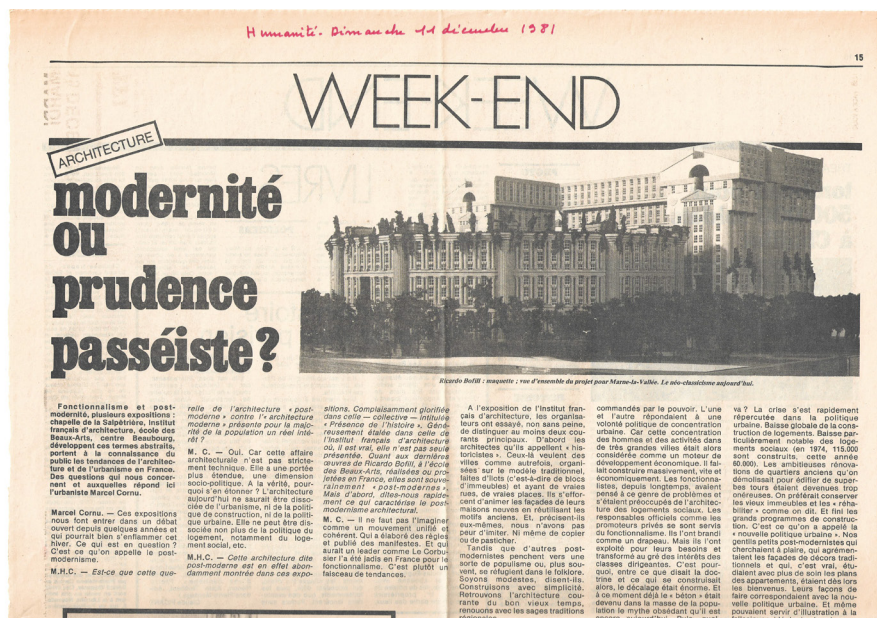 Humanité - Dimanche 11 décembre 1981
15
WEEK-END
ARCHITECTURE
modernité
ou
prudence
passéiste?
Ricardo Bofill : maquette ; vue d'ensemble du projet pour Marne-la-Vallée. Le néo-classicisme aujourd'hui.
Fonctionnalisme et post-
modernité, plusieurs expositions :
chapelle de la Salpétrière, Institut
français d'architecture, école des
Beaux-Arts, centre Beaubourg,
développent ces termes abstraits,
portent à la connaissance du
public les tendances de l'architec-
ture et de l'urbanisme en France.
Des questions qui nous concer-
nent et auxquelles répond ici
l'urbaniste Marcel Cornu.
Marcel Cornu. — Ces expositions
nous font entrer dans un débat
ouvert depuis quelques années et
qui pourrait bien s'enflammer cet
hiver. Ce qui est en question ?
C'est ce qu'on appelle le post-
modernisme.
M.H.C. — Est-ce que cette que-
relle de l'architecture « post-
moderne » contre l'« architecture
moderne » présente pour la majo-
rité de la population un réel inté-
rêt ?
M. C. — Oui. Car cette affaire
architecturale n'est pas stricte-
ment technique. Elle a une portée
plus étendue, une dimension
socio-politique. A la vérité, pour-
quoi s'en étonner ? L'architecture
aujourd'hui ne saurait être disso-
ciée de l'urbanisme, ni de la politi-
que de construction, ni de la politi-
que urbaine. Elle ne peut être dis-
sociée non plus de la politique du
logement, notamment du loge-
ment social, etc.
M.H.C. — Cette architecture dite
post-moderne est en effet abon-
damment montrée dans ces expo-
sitions. Complaisamment glorifiée
dans celle — collective — intitulée
« Présence de l'histoire ». Géné-
reusement étalée dans celle de
l'Institut français d'architecture
où, il est vrai, elle n'est pas seule
présentée. Quant aux dernières
œuvres de Ricardo Bofill, à l'école
des Beaux-Arts, réalisées ou pro-
jetées en France, elles sont souve-
rainement « post-modernes ».
Mais d'abord, dites-nous rapide-
ment ce qui caractérise le post-
modernisme architectural.
M. C. — Il ne faut pas l'imaginer
comme un mouvement unifié et
cohérent. Qui a élaboré des règles
et publié des manifestes. Et qui
aurait un leader comme Le Corbu-
sier l'a été jadis en France pour le
fonctionnalisme. C'est plutôt un
faisceau de tendances.
A l'exposition de l'Institut fran-
çais d'architecture, les organisa-
teurs ont essayé, non sans peine,
de distinguer au moins deux cou-
rants principaux. D'abord les
architectes qu'ils appellent « his-
toricistes ». Ceux-là veulent des
villes comme autrefois, organi-
sées sur le modèle traditionnel,
faites d'îlots (c'est-à-dire de blocs
d'immeubles) et ayant de vraies
rues, de vraies places. Ils s'effor-
cent d'animer les façades de leurs
maisons neuves en réutilisant les
motifs anciens. Et, précisent-ils
eux-mêmes, nous n'avons pas
peur d'imiter. Ni même de copier
ou de pasticher.
Tandis que d'autres post-
modernistes penchent vers une
sorte de populisme ou, plus sou-
vent, se réfugient dans le folklore.
Soyons modestes, disent-ils.
Construisons avec simplicité.
Retrouvons l'architecture cou-
rante du bon vieux temps,
renouons avec les sages traditions
commandés par le pouvoir. L'une
et l'autre répondaient à une
volonté politique de concentration
urbaine. Car cette concentration
des hommes et des activités dans
de très grandes villes était alors
considérée comme un moteur de
développement économique. Il fal-
lait construire massivement, vite et
économiquement. Les fonctionna-
listes, depuis longtemps, avaient
pensé à ce genre de problèmes et
s'étaient préoccupés de l'architec-
ture des logements sociaux. Les
responsables officiels comme les
promoteurs privés se sont servis
du fonctionnalisme. Ils l'ont brandi
comme un drapeau. Mais ils l'ont
exploité pour leurs besoins et
transformé au gré des intérêts des
classes dirigeantes. C'est pour-
quoi, entre ce que disait la doc-
trine et ce qui se construisait
alors, le décalage était énorme. Et
à ce moment déjà le « béton » était
devenu dans la masse de la popu-
lation le mythe obsédant qu'il est
va ? La crise s'est rapidement
répercutée dans la politique
urbaine. Baisse globale de la cons-
truction de logements. Baisse par-
ticulièrement notable des loge-
ments sociaux (en 1974, 115.000
sont construits, cette année
60.000). Les ambitieuses rénova-
tions de quartiers anciens qu'on
démolissait pour édifier de super-
bes tours étaient devenues trop
onéreuses. On préférait conserver
les vieux immeubles et les « réha-
biliter » comme on dit. Et fini les
grands programmes de construc-
tion. C'est ce qu'on a appelé la
« nouvelle politique urbaine ». Nos
gentils petits post-modernistes qui
cherchaient à plaire, qui agrémen-
taient les façades de décors tradi-
tionnels et qui, c'est vrai, étu-
diaient avec plus de soin les plans
des appartements, étaient dès lors
les bienvenus. Leurs façons de
faire correspondaient avec la nou-
velle politique urbaine. Et même
pouvaient servir d'illustration à la